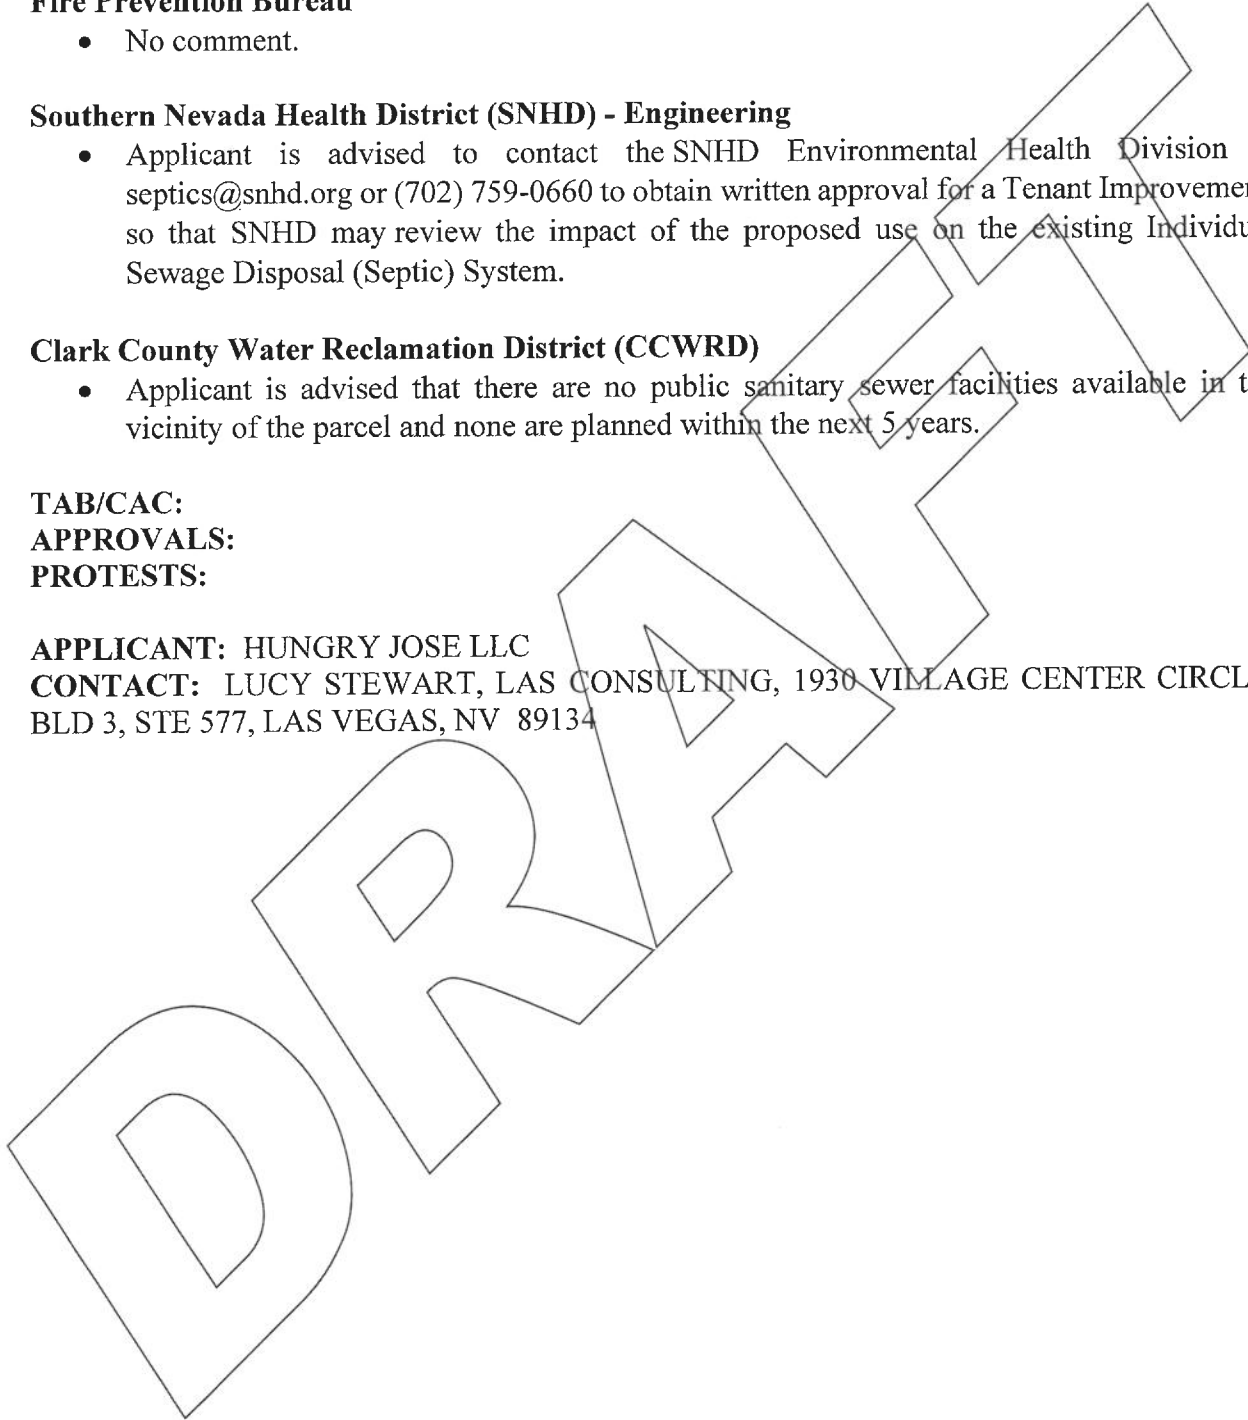 Fire Prevention Bureau
• No comment.
Southern Nevada Health District (SNHD) - Engineering
• Applicant is advised to contact the SNHD Environmental Health Division
septics@snhd.org or (702) 759-0660 to obtain written approval for a Tenant Improvemen
so that SNHD may review the impact of the proposed use on the existing Individu
Sewage Disposal (Septic) System.
Clark County Water Reclamation District (CCWRD)
• Applicant is advised that there are no public sanitary sewer facilities available in t
vicinity of the parcel and none are planned within the next 5 years.
TAB/CAC:
APPROVALS:
PROTESTS:
APPLICANT: HUNGRY JOSE LLC
CONTACT: LUCY STEWART, LAS CONSULTING, 1930 VILLAGE CENTER CIRCL
BLD 3, STE 577, LAS VEGAS, NV 89134
DRAFT